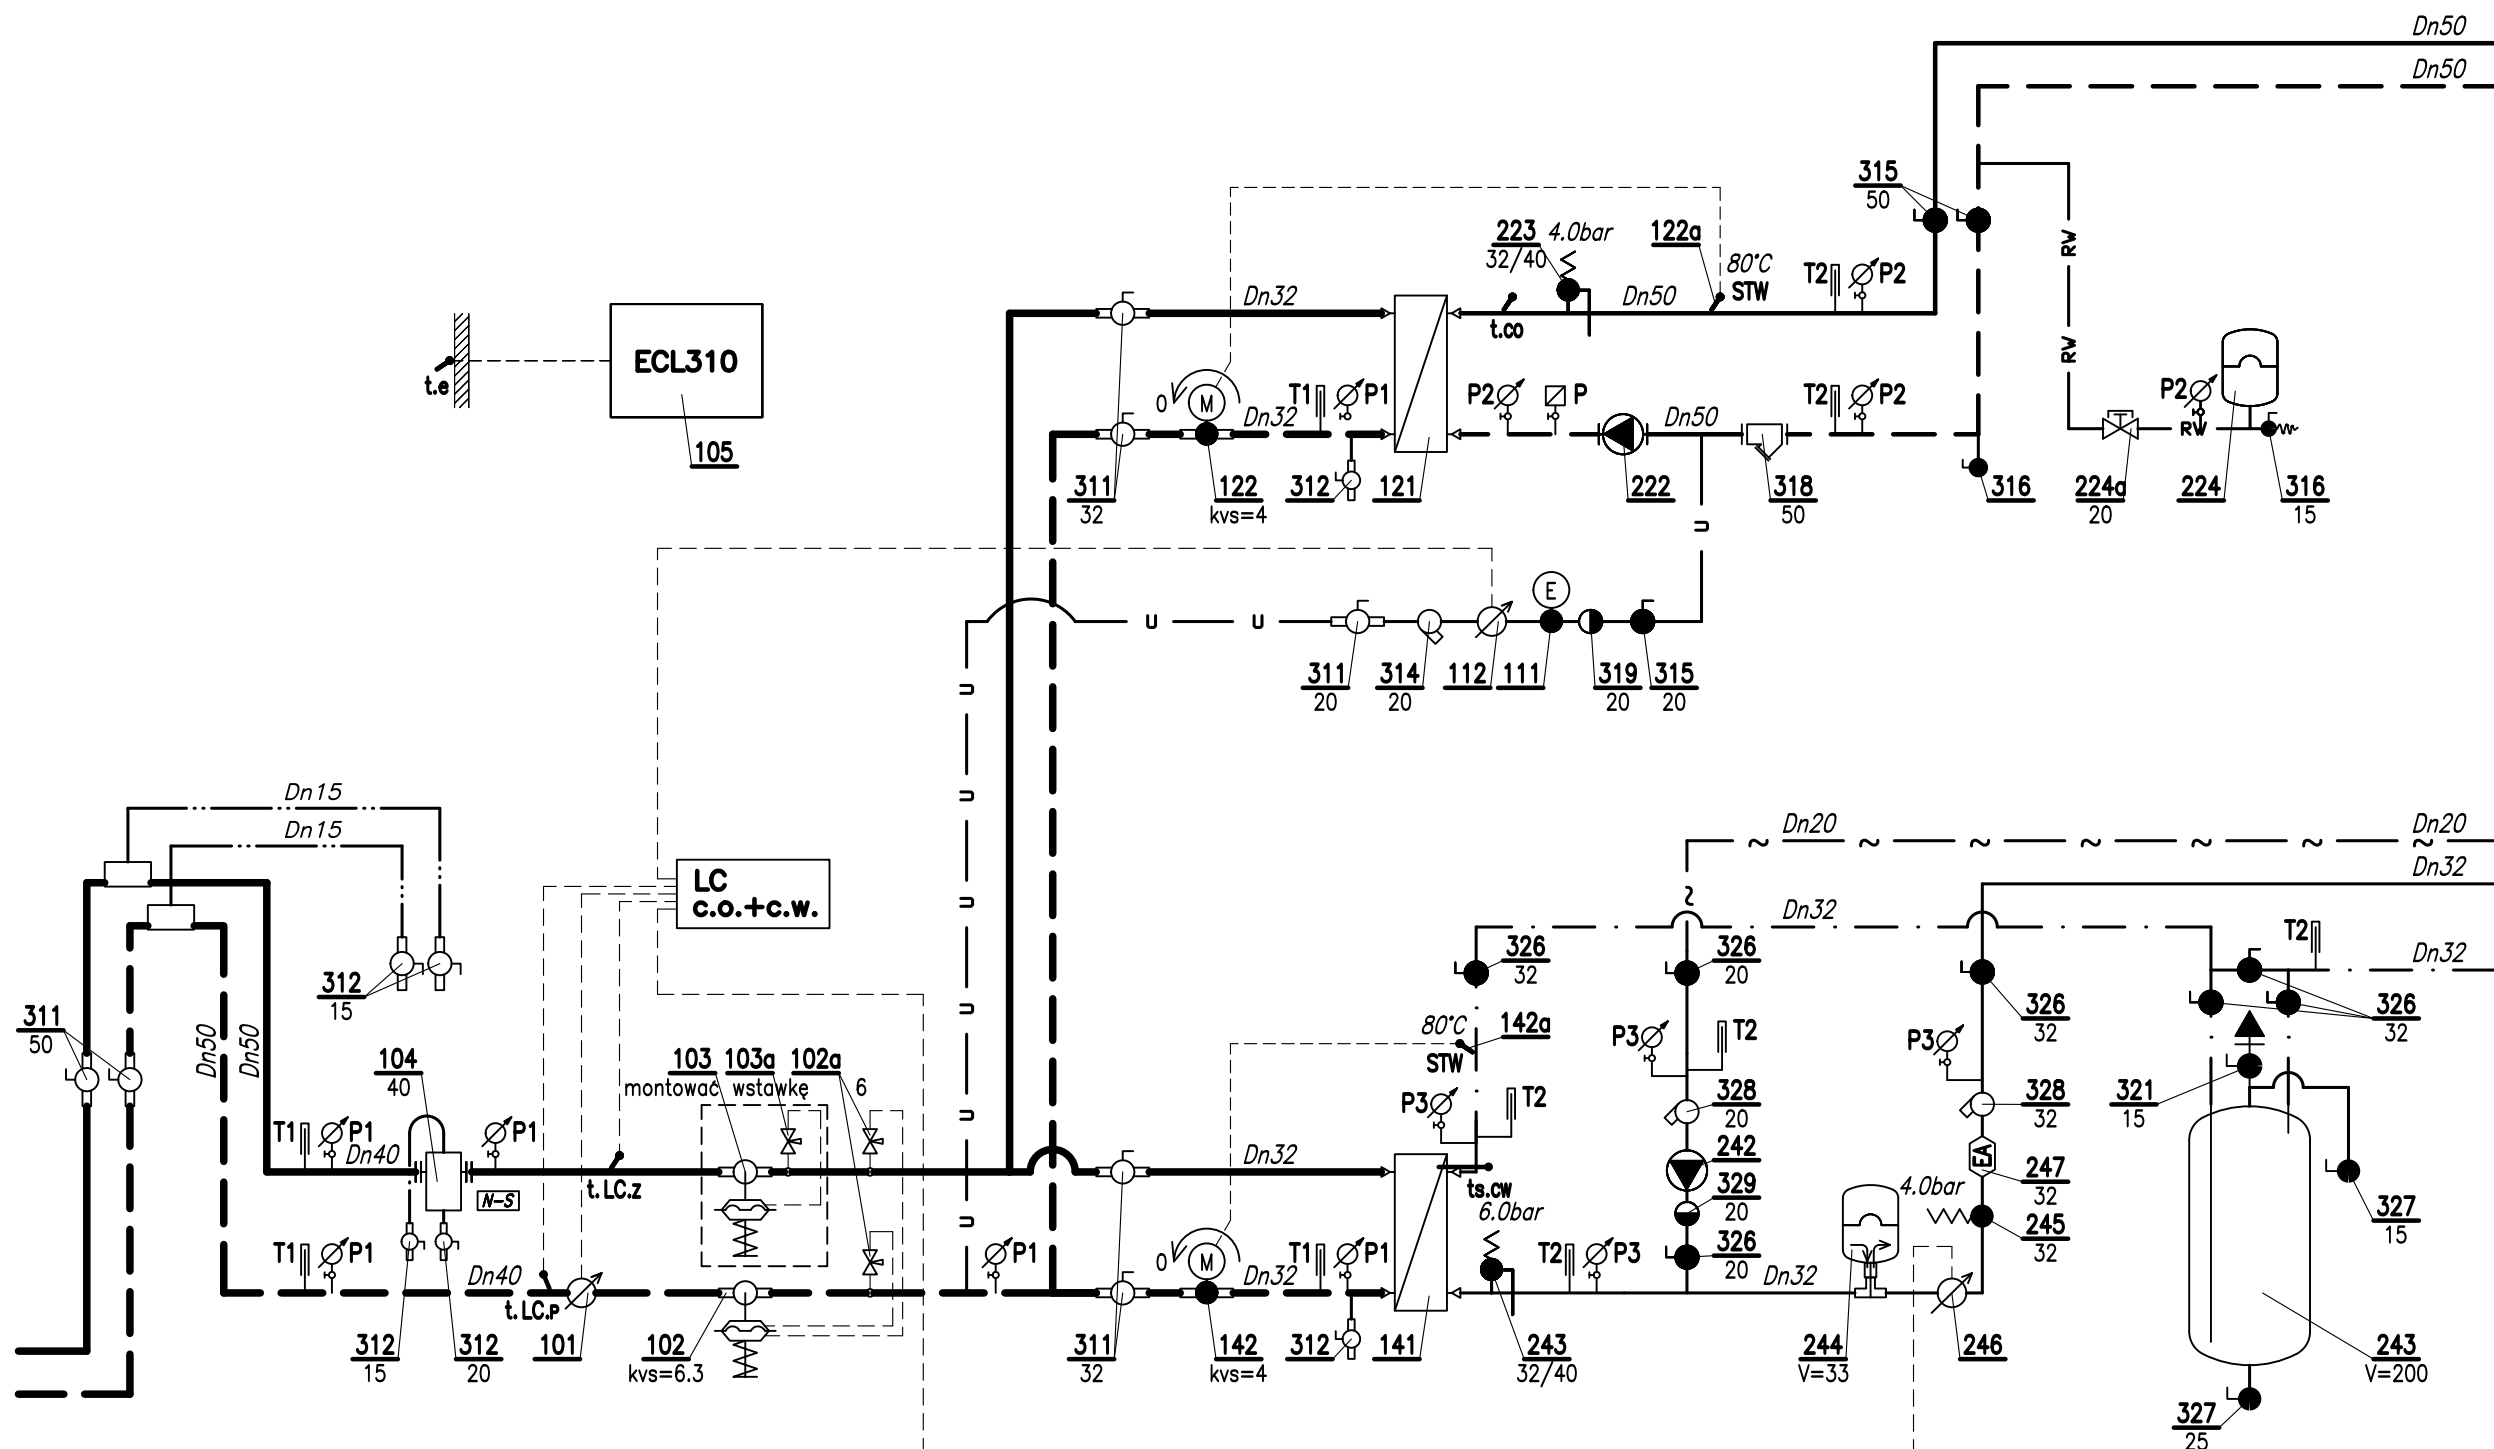 Dn50
Dn50
315
50
223
4.0bar
32/40
122a
80°C
STW
T2
P2
RW
Dn32
Dn50
t.co
RW
ECL310
t.e
105
0
M
Dn32
T1
P1
P2
P
Dn50
T2
P2
P2
RW
311
32
122
kvs=4
312
121
222
318
50
316
224a
20
224
316
15
U
E
U
U
311
20
314
20
112
111
319
20
315
20
U
U
U
U
U
U
Dn15
Dn15
LC
c.o.+c.w.
Dn20
Dn20
Dn32
Dn32
Dn32
T2
312
15
326
32
326
20
326
32
326
32
311
50
Dn50
Dn50
104
40
103
103a
102a
montować wstawkę
6
80°C
142a
STW
P3
T2
P3
321
15
T1
P1
P1
Dn40
N-S
t.LC.z
Dn32
P3
T2
ts.cw
6.0bar
328
20
242
329
20
326
20
328
32
EA
247
32
4.0bar
245
32
327
15
T1
P1
Dn40
t.LC.P
P1
0
M
Dn32
T1
P1
T2
P3
Dn32
312
15
312
20
101
102
kvs=6.3
311
32
142
kvs=4
312
141
243
32/40
244
V=33
246
243
V=200
327
25